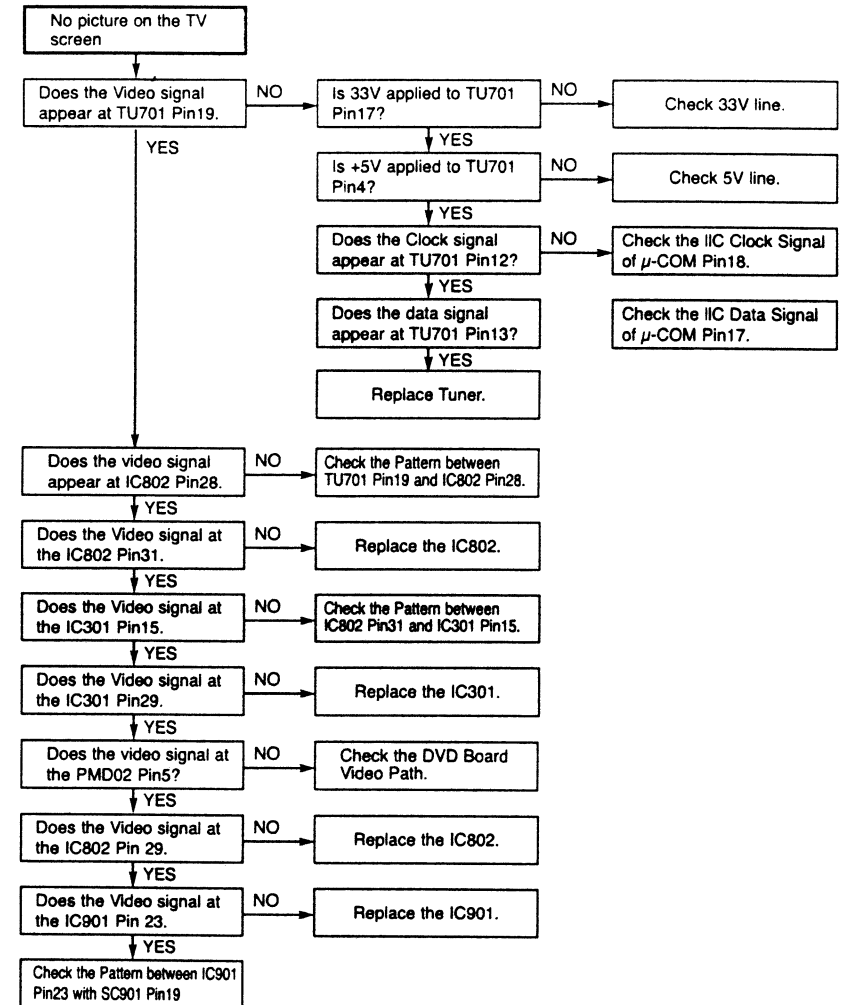 No picture on the TV
screen
Does the Video signal
appear at TU701 Pin19.
NO
Is 33V applied to TU701
Pin17?
NO
Check 33V line.
YES
YES
Is +5V applied to TU701
Pin4?
NO
Check 5V line.
YES
Does the Clock signal
appear at TU701 Pin12?
NO
Check the IIC Clock Signal
of μ-COM Pin18.
YES
Does the data signal
appear at TU701 Pin13?
Check the IIC Data Signal
of μ-COM Pin17.
YES
Replace Tuner.
Does the video signal
appear at IC802 Pin28.
NO
Check the Pattern between
TU701 Pin19 and IC802 Pin28.
YES
Does the Video signal at
the IC802 Pin31.
NO
Replace the IC802.
YES
Does the Video signal at
the IC301 Pin15.
NO
Check the Pattern between
IC802 Pin31 and IC301 Pin15.
YES
Does the Video signal at
the IC301 Pin29.
NO
Replace the IC301.
YES
Does the video signal at
the PMD02 Pin5?
NO
Check the DVD Board
Video Path.
YES
Does the Video signal at
the IC802 Pin 29.
NO
Replace the IC802.
YES
Does the Video signal at
the IC901 Pin 23.
NO
Replace the IC901.
YES
Check the Pattern between IC901
Pin23 with SC901 Pin19